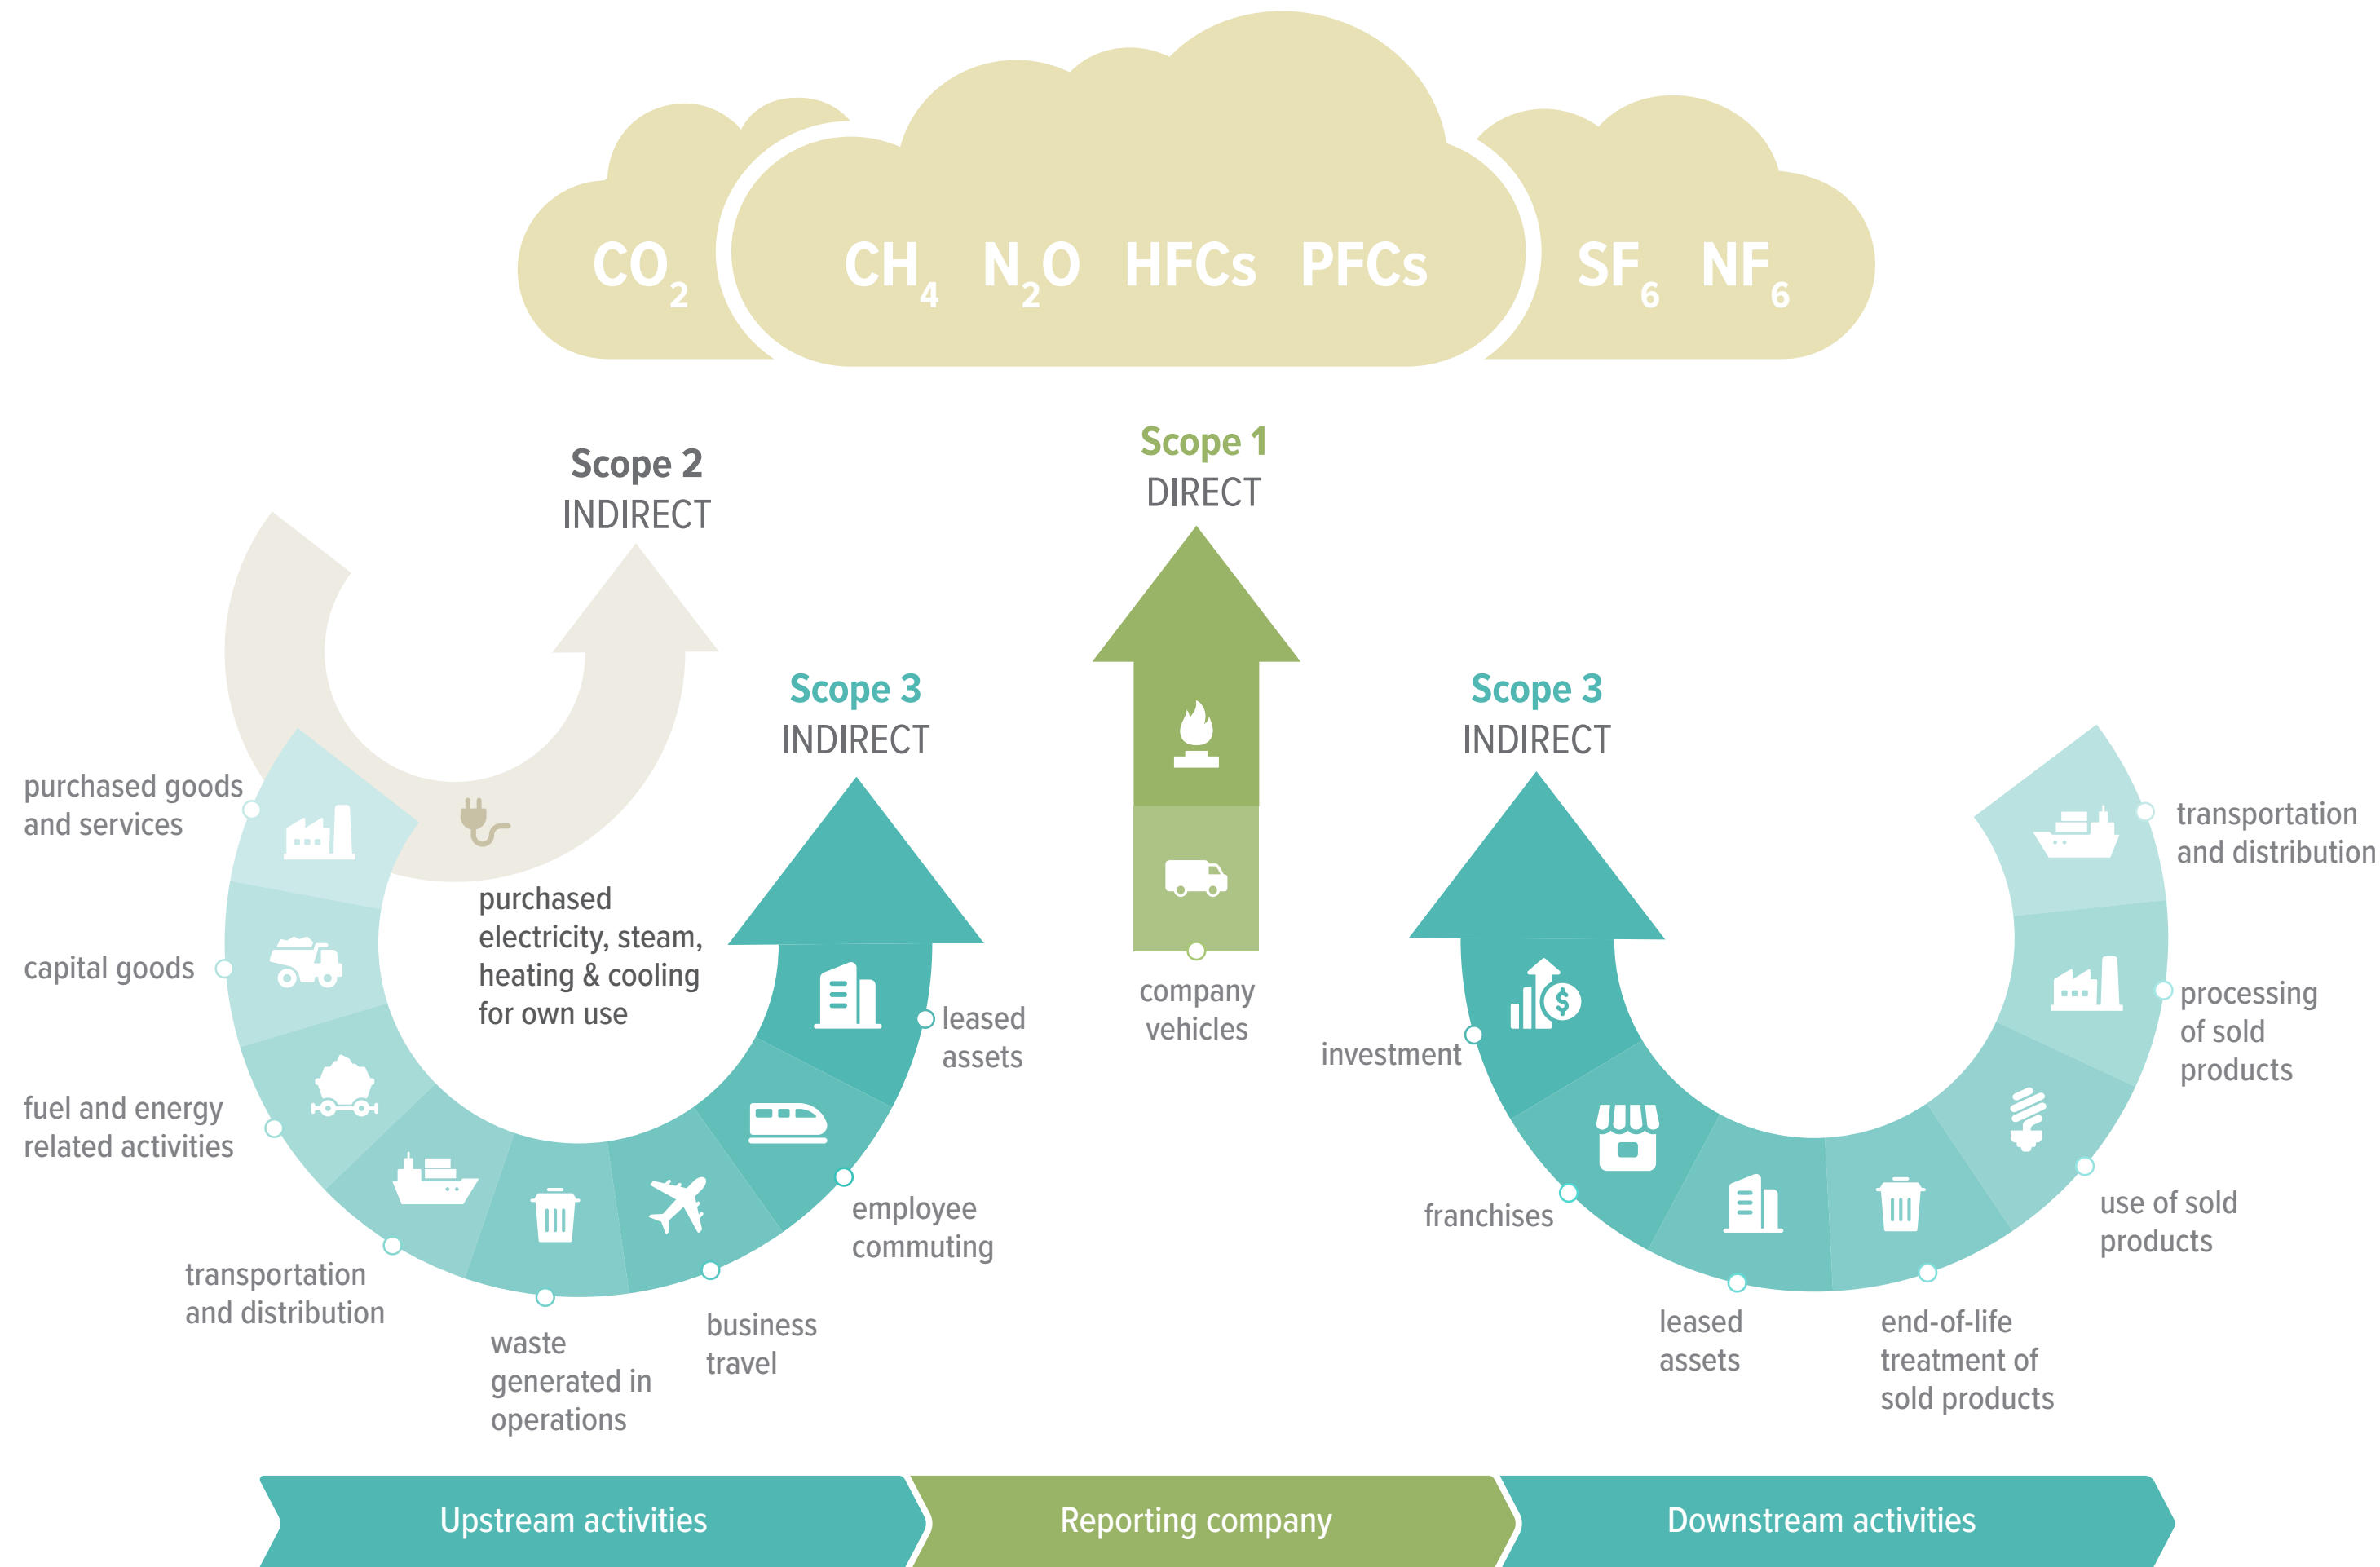 CO2 CH4 N2O HFCs PFCs SF6 NF6
Scope 2
INDIRECT
Scope 1
DIRECT
Scope 3
INDIRECT
Scope 3
INDIRECT
purchased goods
and services
capital goods
fuel and energy
related activities
transportation
and distribution
waste
generated in
operations
business
travel
employee
commuting
leased
assets
purchased
electricity, steam,
heating & cooling
for own use
company
vehicles
investment
franchises
leased
assets
end-of-life
treatment of
sold products
use of sold
products
processing
of sold
products
transportation
and distribution
$
Upstream activities
Reporting company
Downstream activities